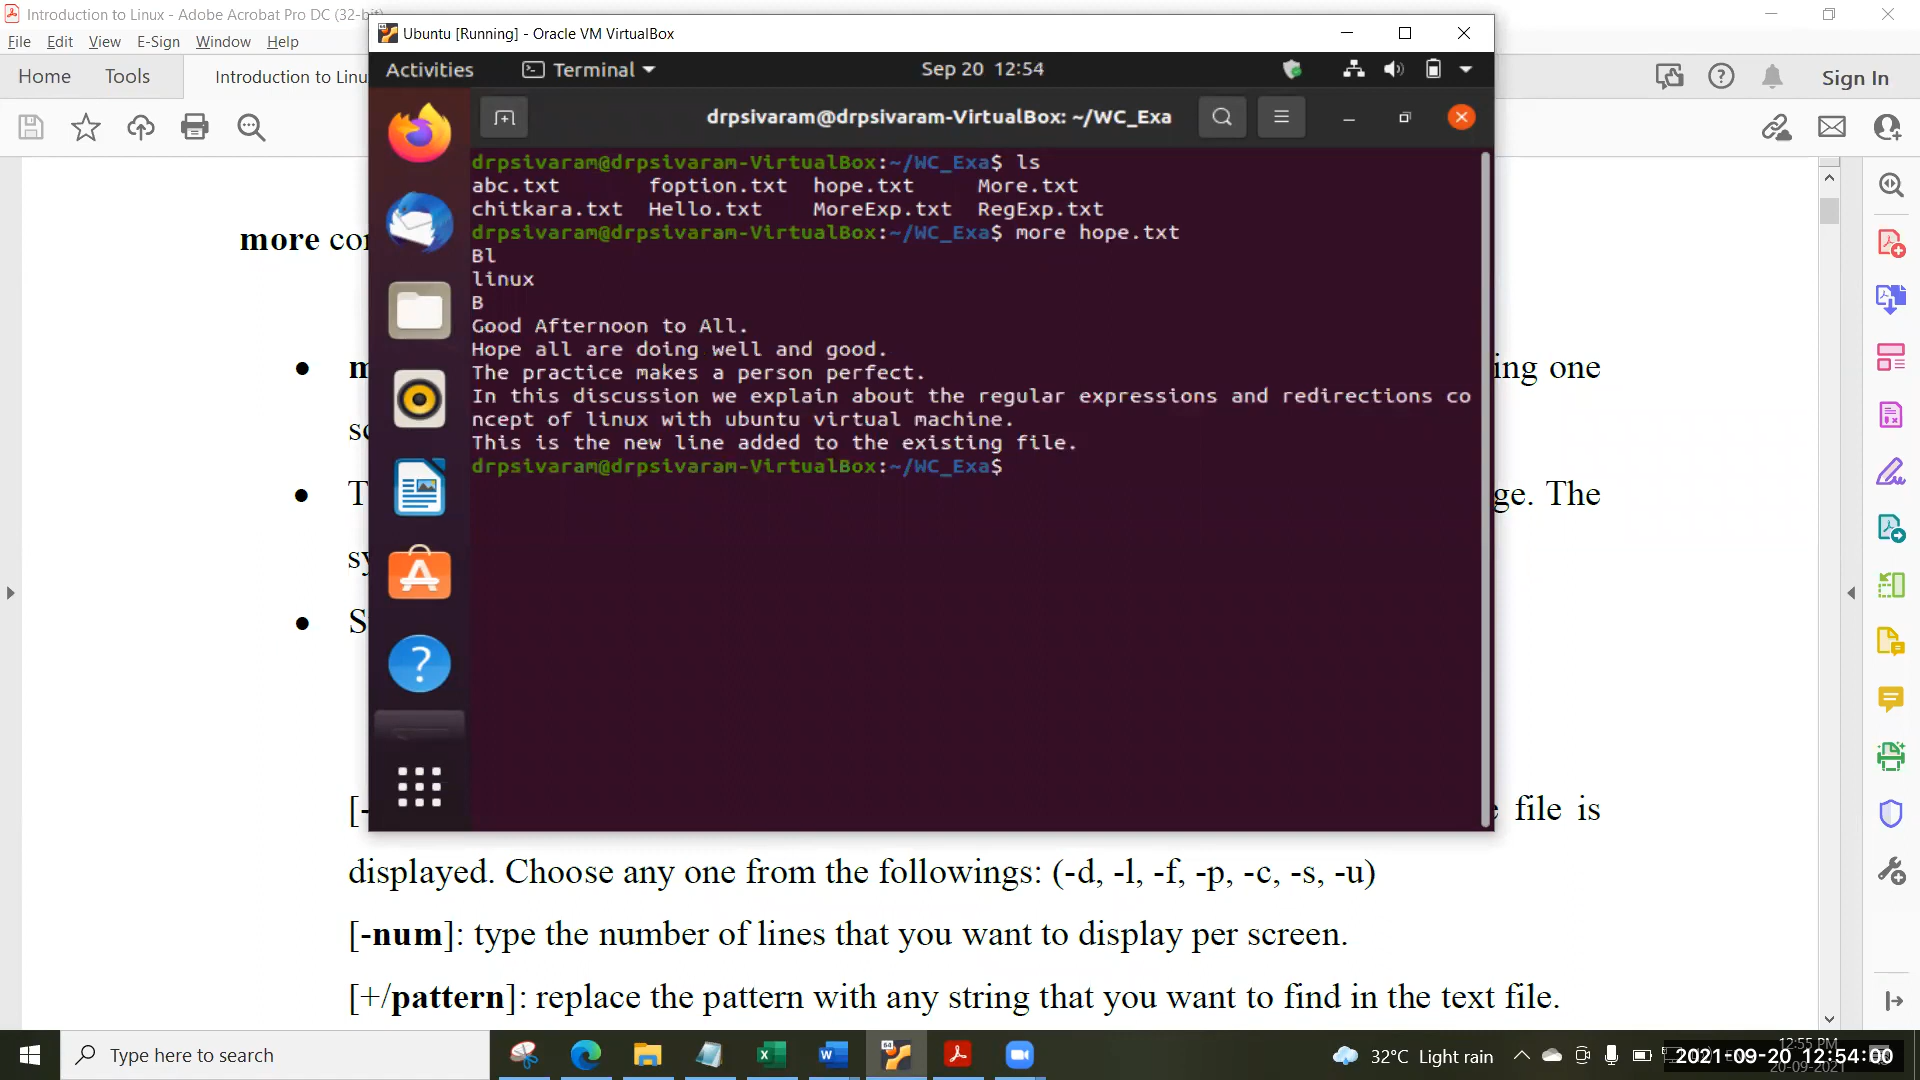 Introduction to Linux - Adobe Acrobat Pro DC (32-bit)
File Edit View E-Sign Window Help
Home Tools Introduction to Linu
Sign In
Ubuntu [Running] - Oracle VM VirtualBox
Activities Terminal Sep 20 12:54
drpsivaram@drpsivaram-VirtualBox: ~/WC_Exa
drpsivaram@drpsivaram-VirtualBox:~/WC_Exa$ ls
abc.txt foption.txt hope.txt More.txt
chitkara.txt Hello.txt MoreExp.txt RegExp.txt
drpsivaram@drpsivaram-VirtualBox:~/WC_Exa$ more hope.txt
Bl
linux
B
Good Afternoon to All.
Hope all are doing well and good.
The practice makes a person perfect.
In this discussion we explain about the regular expressions and redirections co
ncept of linux with ubuntu virtual machine.
This is the new line added to the existing file.
drpsivaram@drpsivaram-VirtualBox:~/WC_Exa$
more co
ing one
ge. The
file is
displayed. Choose any one from the followings: (-d, -l, -f, -p, -c, -s, -u)
[-num]: type the number of lines that you want to display per screen.
[+/pattern]: replace the pattern with any string that you want to find in the text file.
Type here to search
32°C Light rain
12:55 PM
2021-09-20 12:54:00
20-09-2021